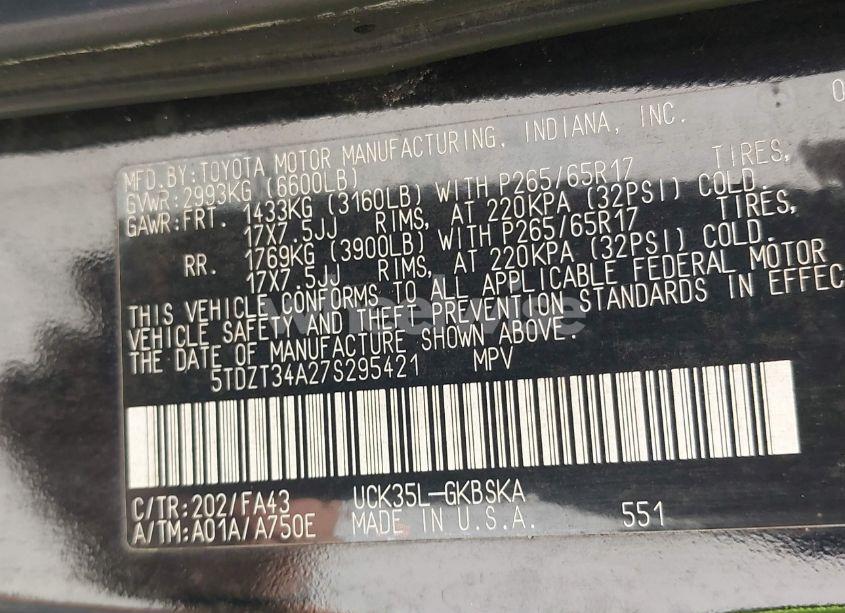 MFD.BY:TOYOTA MOTOR MANUFACTURING, INDIANA, INC. 0
GVWR:2993KG (6600LB)
GAWR:FRT. 1433KG (3160LB) WITH P265/65R17 TIRES,
17X7.5JJ RIMS, AT 220KPA (32PSI) COLD.
RR. 1769KG (3900LB) WITH P265/65R17 TIRES,
17X7.5JJ RIMS, AT 220KPA (32PSI) COLD.
THIS VEHICLE CONFORMS TO ALL APPLICABLE FEDERAL MOTOR
VEHICLE SAFETY AND THEFT PREVENTION STANDARDS IN EFFEC
THE DATE OF MANUFACTURE SHOWN ABOVE.
5TDZT34A27S295421 MPV
C/TR:202/FA43 UCK35L-GKBSKA
A/TM:A01A/A750E MADE IN U.S.A. 551